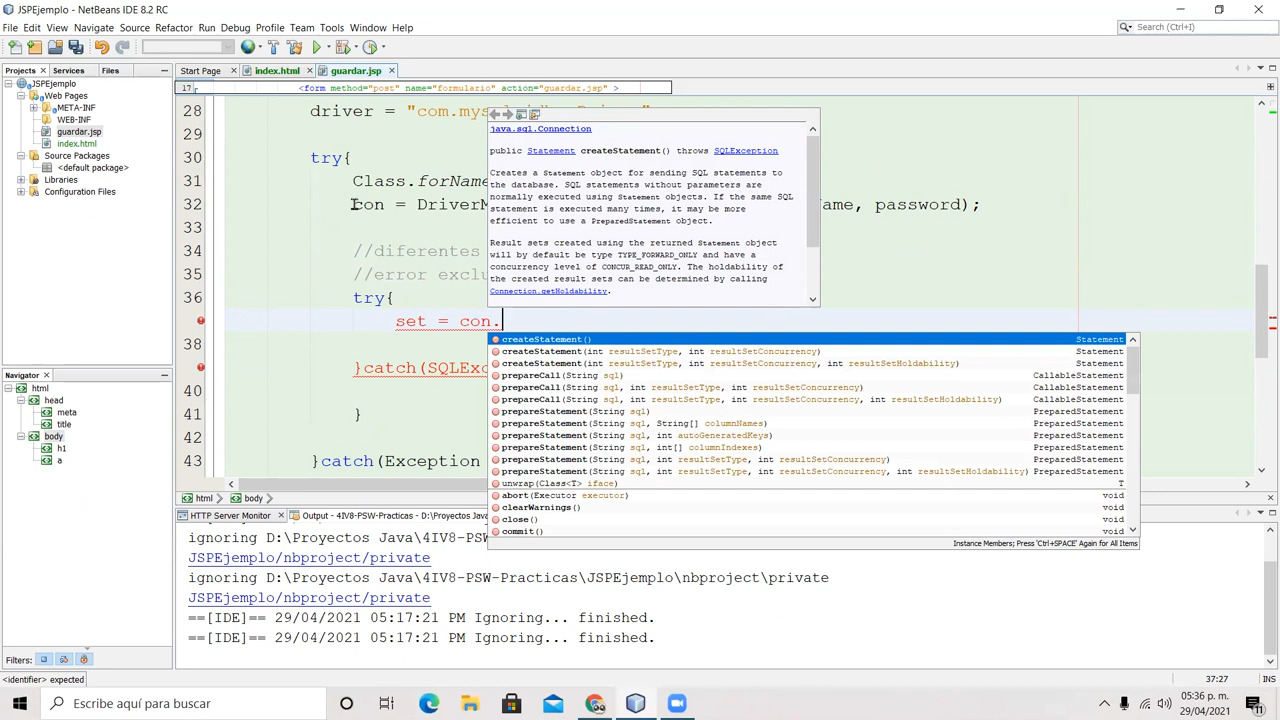 JSPEjemplo - NetBeans IDE 8.2 RC
File Edit View Navigate Source Refactor Run Debug Profile Team Tools Window Help
Search (Ctrl+I)
Projects Services Files
Start Page index.html guardar.jsp
JSPEjemplo
Web Pages
META-INF
WEB-INF
guardar.jsp
index.html
Source Packages
<default package>
Libraries
Configuration Files
17 <form method="post" name="formulario" action="guardar.jsp" >
28 driver = "com.mys
29
30 try{
31 Class.forName
32 con = DriverM ame, password);
33
34 //diferentes
35 //error exclu
36 try{
set = con.
38
}catch(SQLExc
40
41 }
42
43 }catch(Exception
java.sql.Connection
public Statement createStatement() throws SQLException
Creates a Statement object for sending SQL statements to
the database. SQL statements without parameters are
normally executed using Statement objects. If the same SQL
statement is executed many times, it may be more
efficient to use a PreparedStatement object.
Result sets created using the returned Statement object
will by default be type TYPE_FORWARD_ONLY and have a
concurrency level of CONCUR_READ_ONLY. The holdability of
the created result sets can be determined by calling
Connection.getHoldability.
createStatement() Statement
createStatement(int resultSetType, int resultSetConcurrency) Statement
createStatement(int resultSetType, int resultSetConcurrency, int resultSetHoldability) Statement
prepareCall(String sql) CallableStatement
prepareCall(String sql, int resultSetType, int resultSetConcurrency) CallableStatement
prepareCall(String sql, int resultSetType, int resultSetConcurrency, int resultSetHoldability) CallableStatement
prepareStatement(String sql) PreparedStatement
prepareStatement(String sql, String[] columnNames) PreparedStatement
prepareStatement(String sql, int autoGeneratedKeys) PreparedStatement
prepareStatement(String sql, int[] columnIndexes) PreparedStatement
prepareStatement(String sql, int resultSetType, int resultSetConcurrency) PreparedStatement
prepareStatement(String sql, int resultSetType, int resultSetConcurrency, int resultSetHoldability) PreparedStatement
unwrap(Class<T> iface) T
abort(Executor executor) void
clearWarnings() void
close() void
commit() void
Instance Members; Press 'Ctrl+SPACE' Again for All Items
Navigator
html
head
meta
title
body
h1
a
Filters:
html body
HTTP Server Monitor Output - 4IV8-PSW-Practicas - D:\Proyectos Java\4IV8-PS
ignoring D:\Proyectos Java\4IV8-PS
JSPEjemplo/nbproject/private
ignoring D:\Proyectos Java\4IV8-PSW-Practicas\JSPEjemplo\nbproject\private
JSPEjemplo/nbproject/private
==[IDE]== 29/04/2021 05:17:21 PM Ignoring... finished.
==[IDE]== 29/04/2021 05:17:21 PM Ignoring... finished.
<identifier> expected
37:27 INS
Escribe aquí para buscar
05:36 p. m.
29/04/2021
11